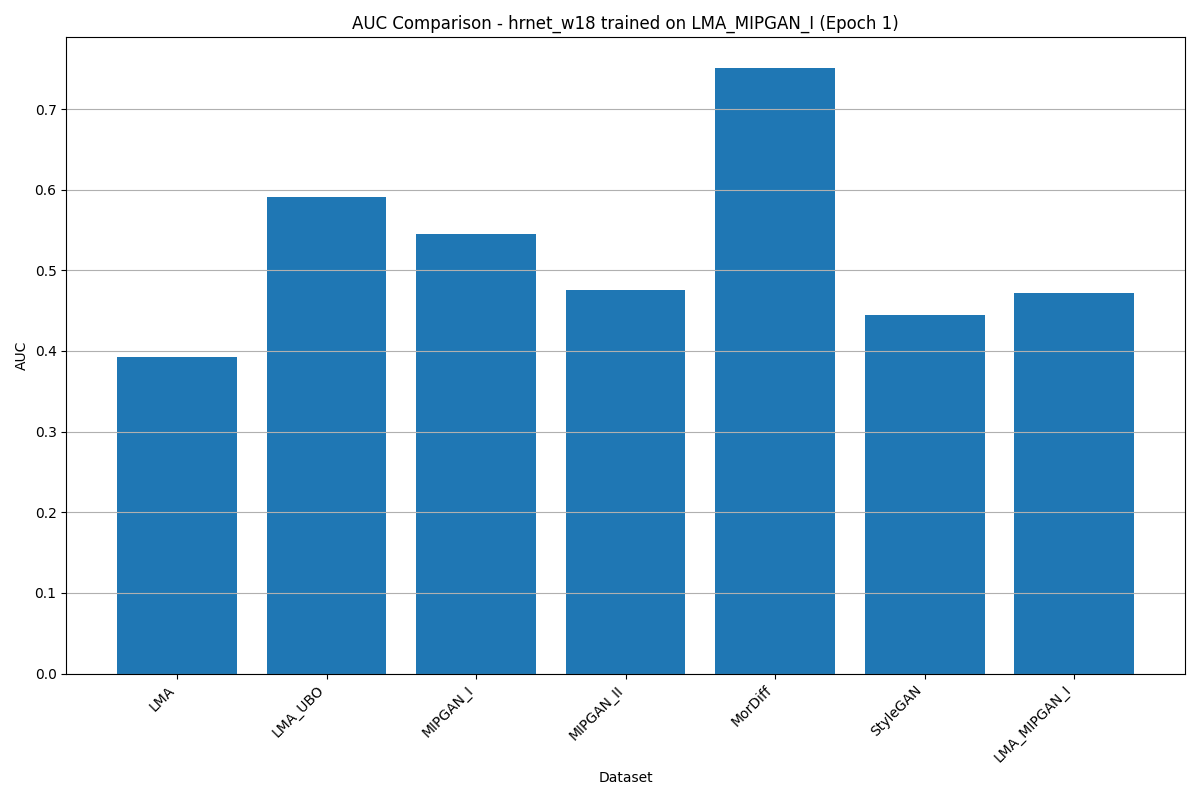 AUC Comparison - hrnet_w18 trained on LMA_MIPGAN_I (Epoch 1)
0.7
0.6
0.5
0.4
0.3
0.2
0.1
0.0
AUC
LMA
LMA_UBO
MIPGAN_I
MIPGAN_II
MorDiff
StyleGAN
LMA_MIPGAN_I
Dataset